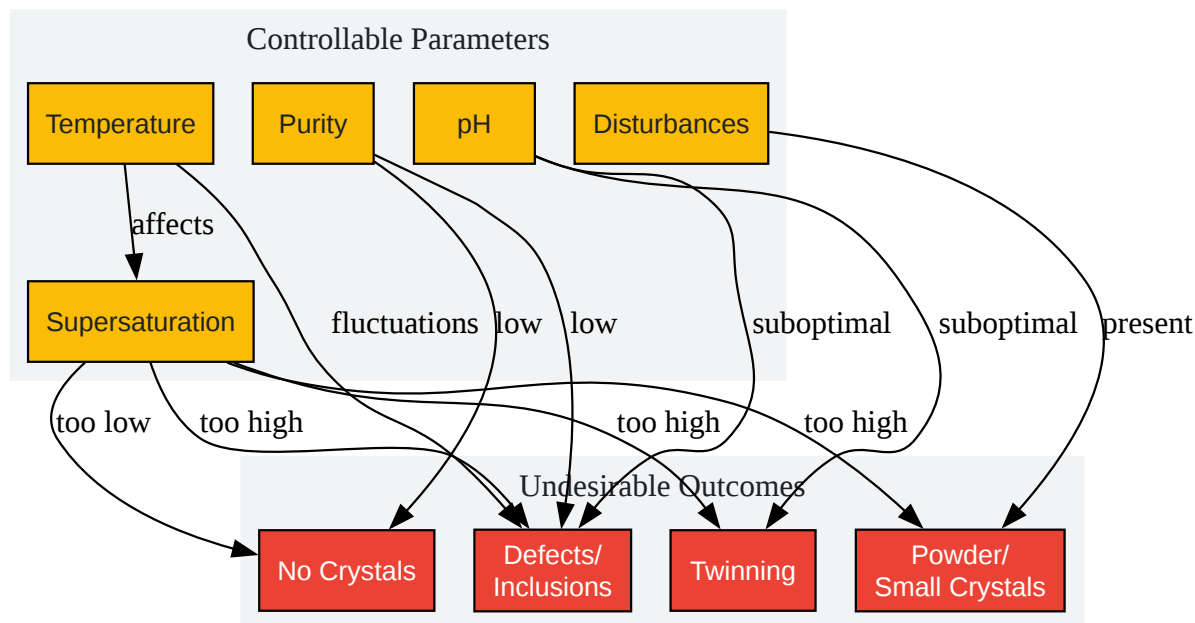 Controllable Parameters
Temperature
Purity
pH
Disturbances
affects
Supersaturation
fluctuations
low
low
suboptimal
suboptimal
present
too low
too high
too high
too high
Undesirable Outcomes
No Crystals
Defects/
Inclusions
Twinning
Powder/
Small Crystals